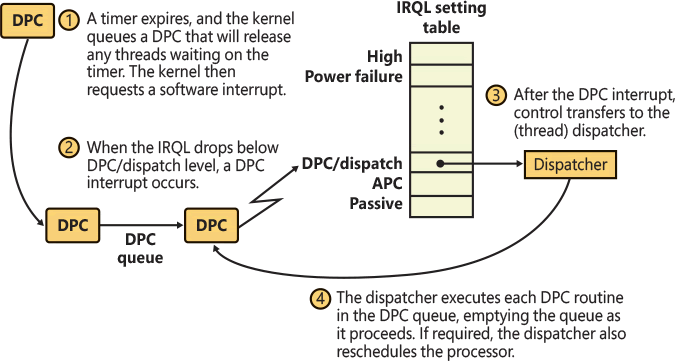 DPC
1
A timer expires, and the kernel
queues a DPC that will release
any threads waiting on the
timer. The kernel then
requests a software interrupt.
2
When the IRQL drops below
DPC/dispatch level, a DPC
interrupt occurs.
DPC
DPC
queue
DPC
IRQL setting
table
High
Power failure
DPC/dispatch
APC
Passive
3
After the DPC interrupt,
control transfers to the
(thread) dispatcher.
Dispatcher
4
The dispatcher executes each DPC routine
in the DPC queue, emptying the queue as
it proceeds. If required, the dispatcher also
reschedules the processor.